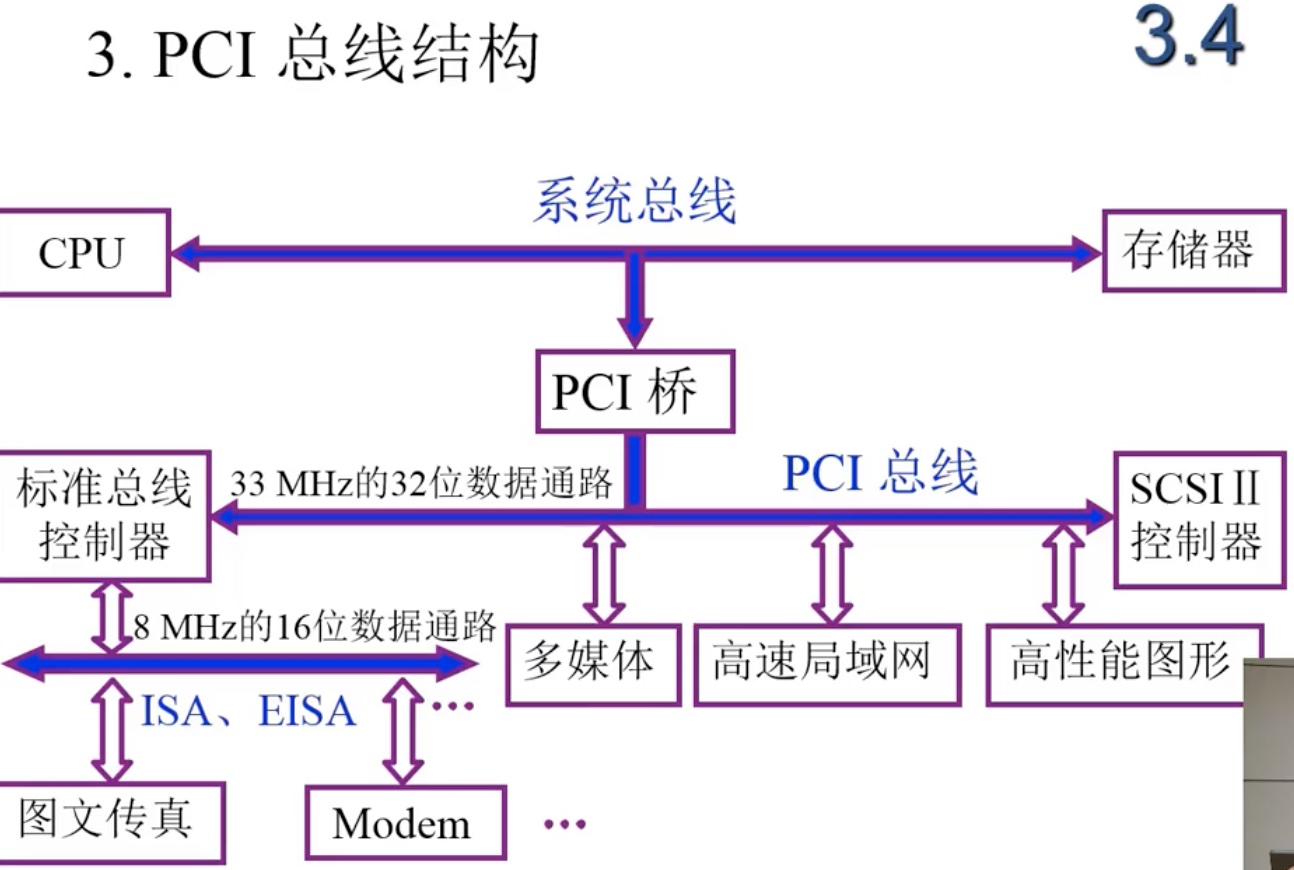 3. PCI 总线结构
3.4
系统总线
CPU
存储器
PCI 桥
33 MHz的32位数据通路
PCI 总线
标准总线
控制器
SCSIⅡ
控制器
8 MHz的16位数据通路
多媒体
高速局域网
高性能图形
ISA、EISA
...
图文传真
Modem
...